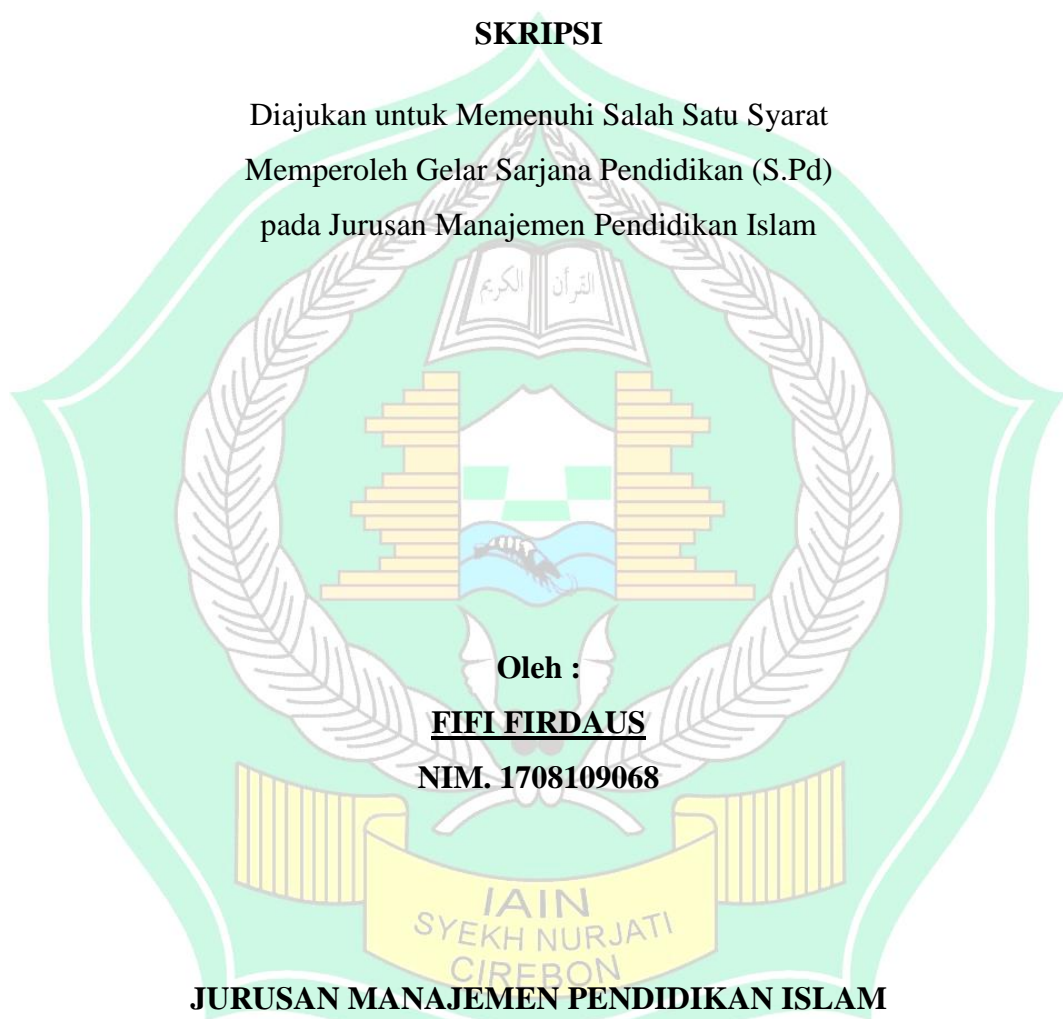 SKRIPSI
Diajukan untuk Memenuhi Salah Satu Syarat
Memperoleh Gelar Sarjana Pendidikan (S.Pd)
pada Jurusan Manajemen Pendidikan Islam
القرأن الكريم
Oleh :
FIFI FIRDAUS
NIM. 1708109068
IAIN
SYEKH NURJATI
CIREBON
JURUSAN MANAJEMEN PENDIDIKAN ISLAM